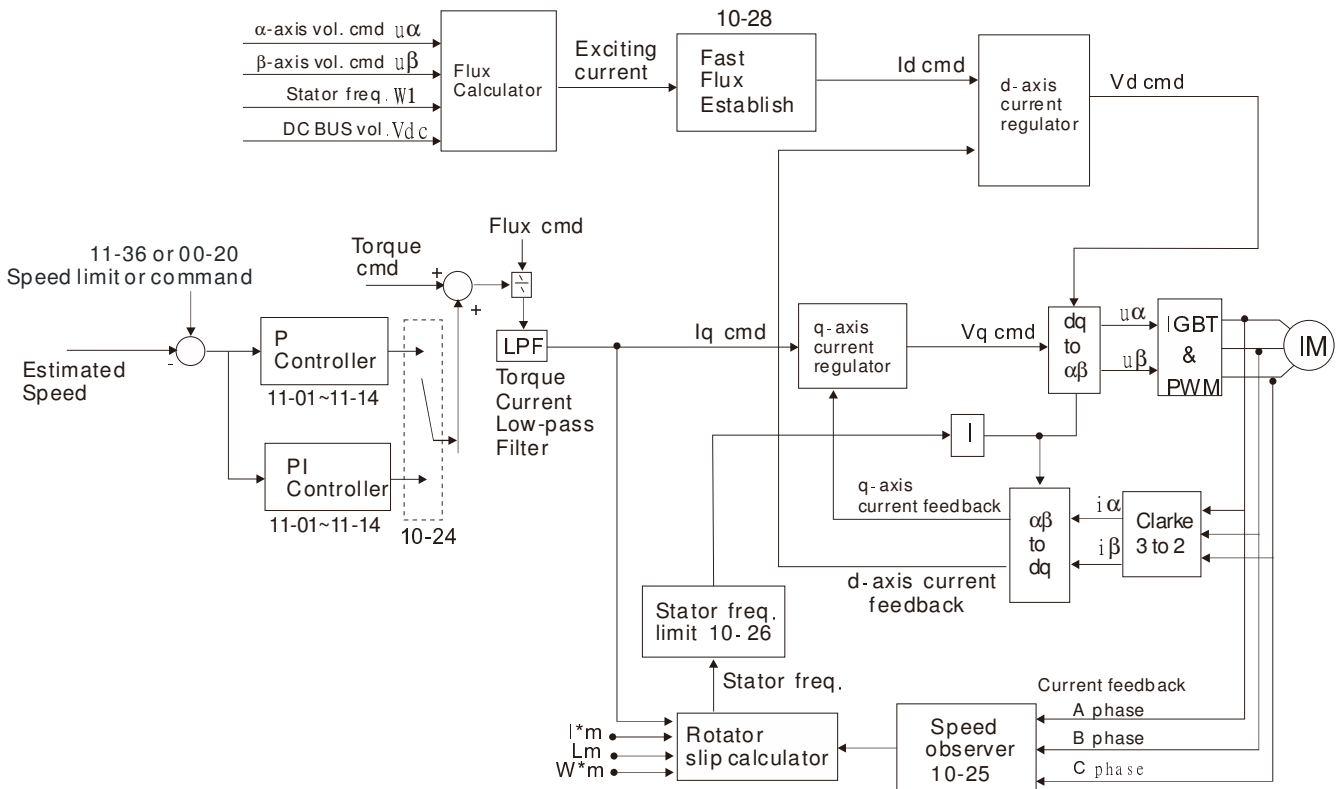 α-axis vol. cmd uα
β-axis vol. cmd uβ
Stator freq. W1
DC BUS vol. Vdc
Flux
Calculator
Exciting
current
10-28
Fast
Flux
Establish
Id cmd
d-axis
current
regulator
Vd cmd
11-36 or 00-20
Speed limit or command
Estimated
Speed
-
P
Controller
11-01~11-14
PI
Controller
11-01~11-14
10-24
Torque
cmd
+
+
Flux cmd
÷
LPF
Torque
Current
Low-pass
Filter
Iq cmd
q-axis
current
regulator
Vq cmd
dq
to
αβ
uα
uβ
IGBT
&
PWM
IM
I
q-axis
current feedback
d-axis current
feedback
αβ
to
dq
iα
iβ
Clarke
3 to 2
Stator freq.
limit 10-26
Stator freq.
I*m
Lm
W*m
Rotator
slip calculator
Speed
observer
10-25
Current feedback
A phase
B phase
C phase